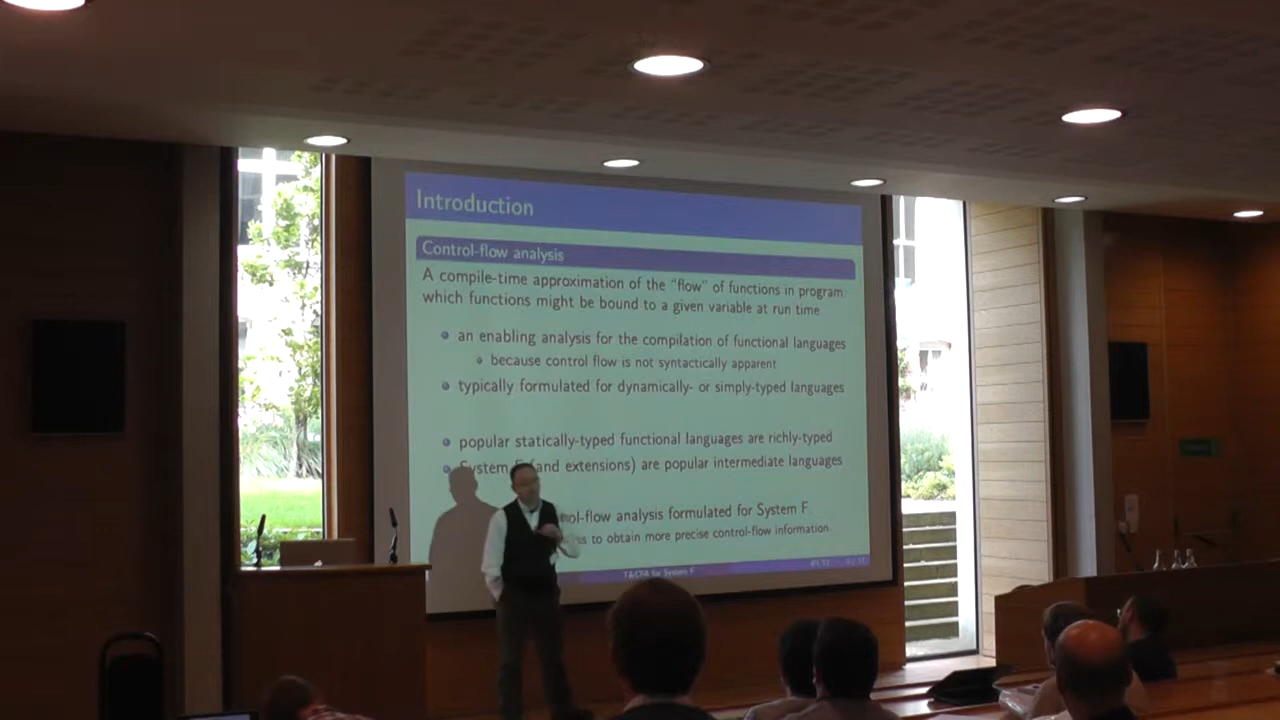 Introduction
Control-flow analysis
A compile-time approximation of the "flow" of functions in program:
which functions might be bound to a given variable at run time
an enabling analysis for the compilation of functional languages
because control flow is not syntactically apparent
typically formulated for dynamically- or simply-typed languages
popular statically-typed functional languages are richly-typed
System F (and extensions) are popular intermediate languages
ol-flow analysis formulated for System F
to obtain more precise control-flow information.
for System F